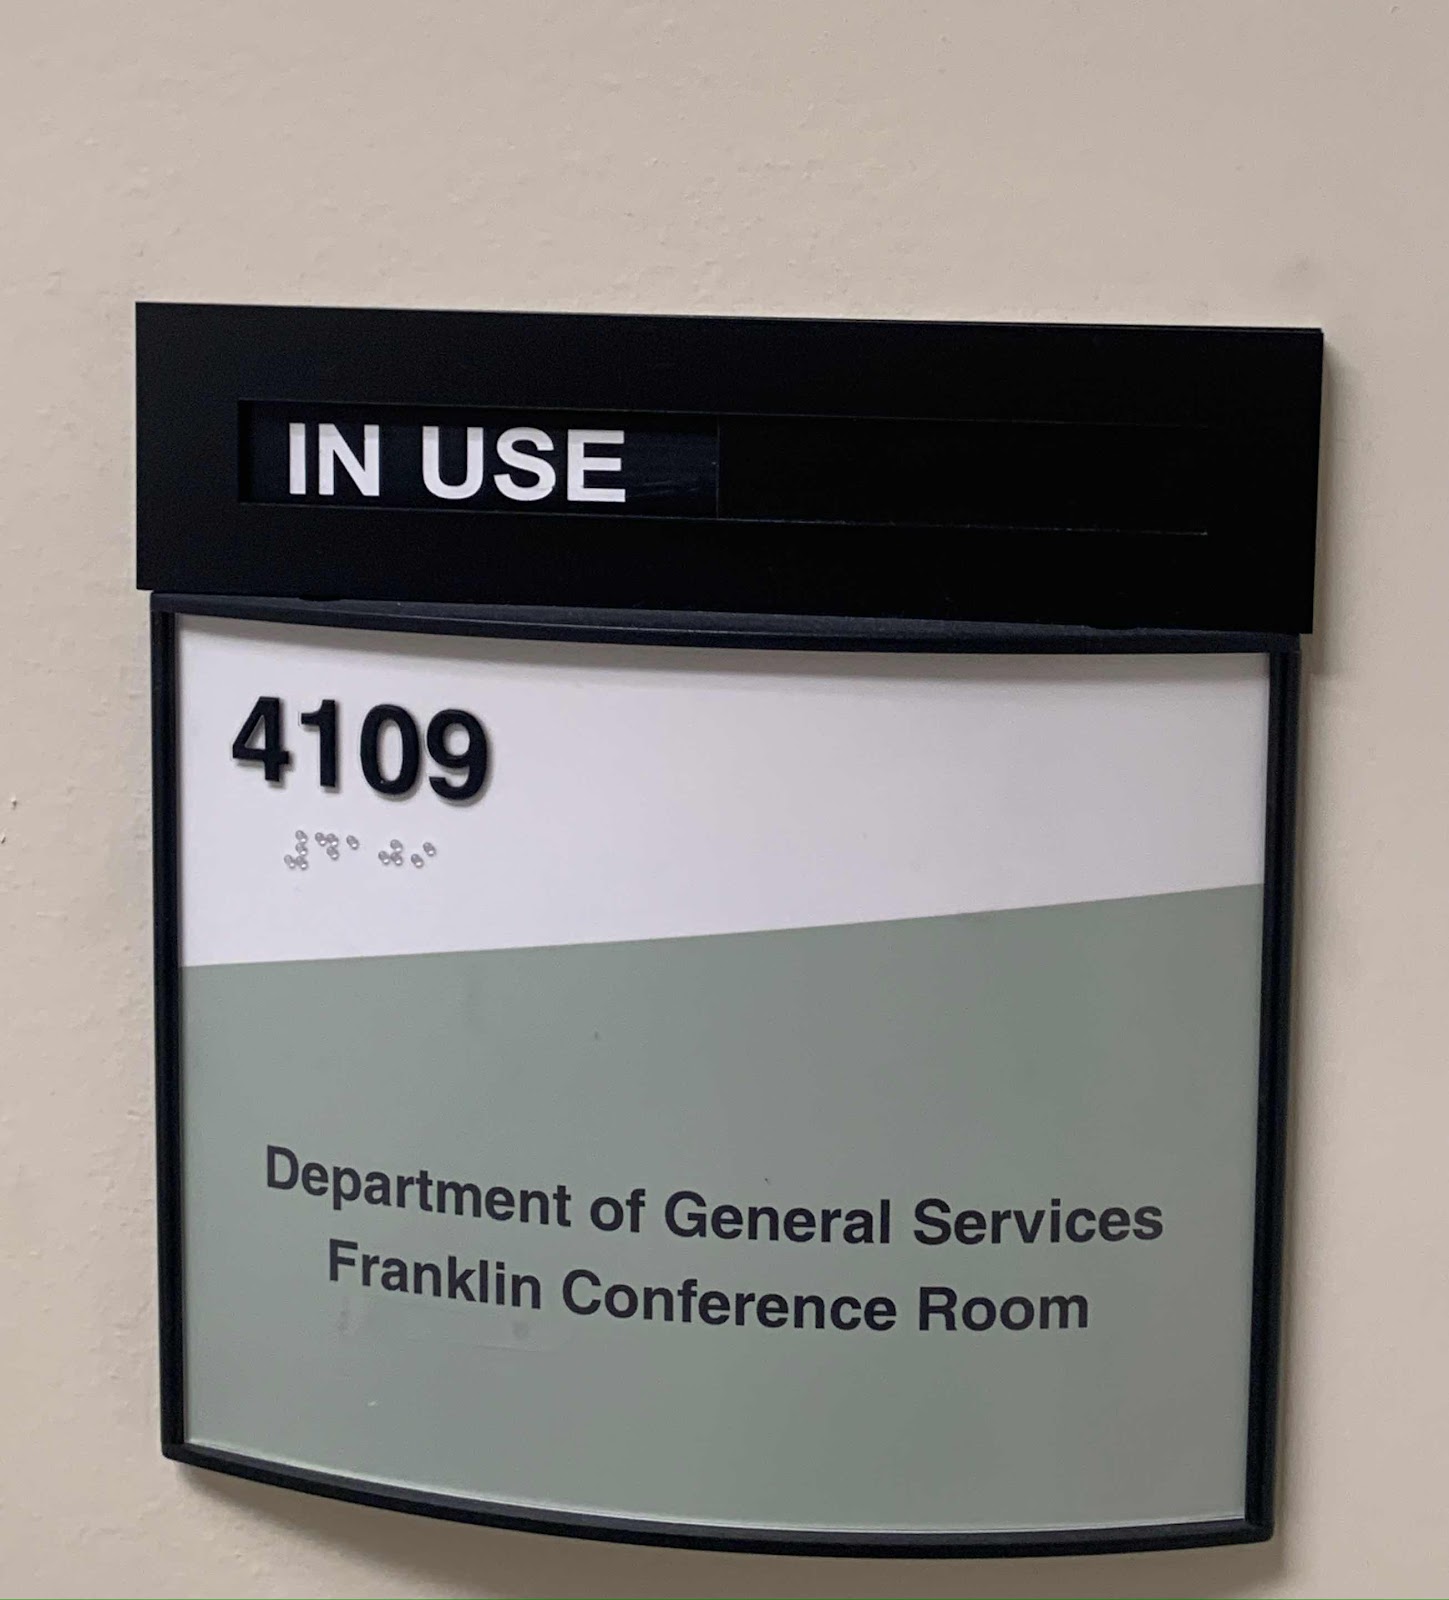 IN USE
4109
⠼⠙⠁⠚⠊
Department of General Services
Franklin Conference Room